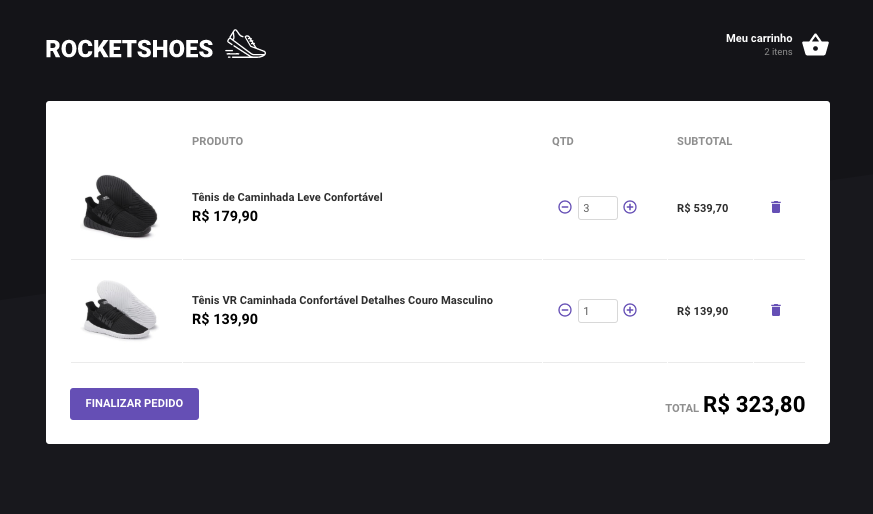 ROCKETSHOES
Meu carrinho
2 itens
PRODUTO QTD SUBTOTAL
Tênis de Caminhada Leve Confortável
R$ 179,90
3
R$ 539,70
Tênis VR Caminhada Confortável Detalhes Couro Masculino
R$ 139,90
1
R$ 139,90
FINALIZAR PEDIDO
TOTAL R$ 323,80